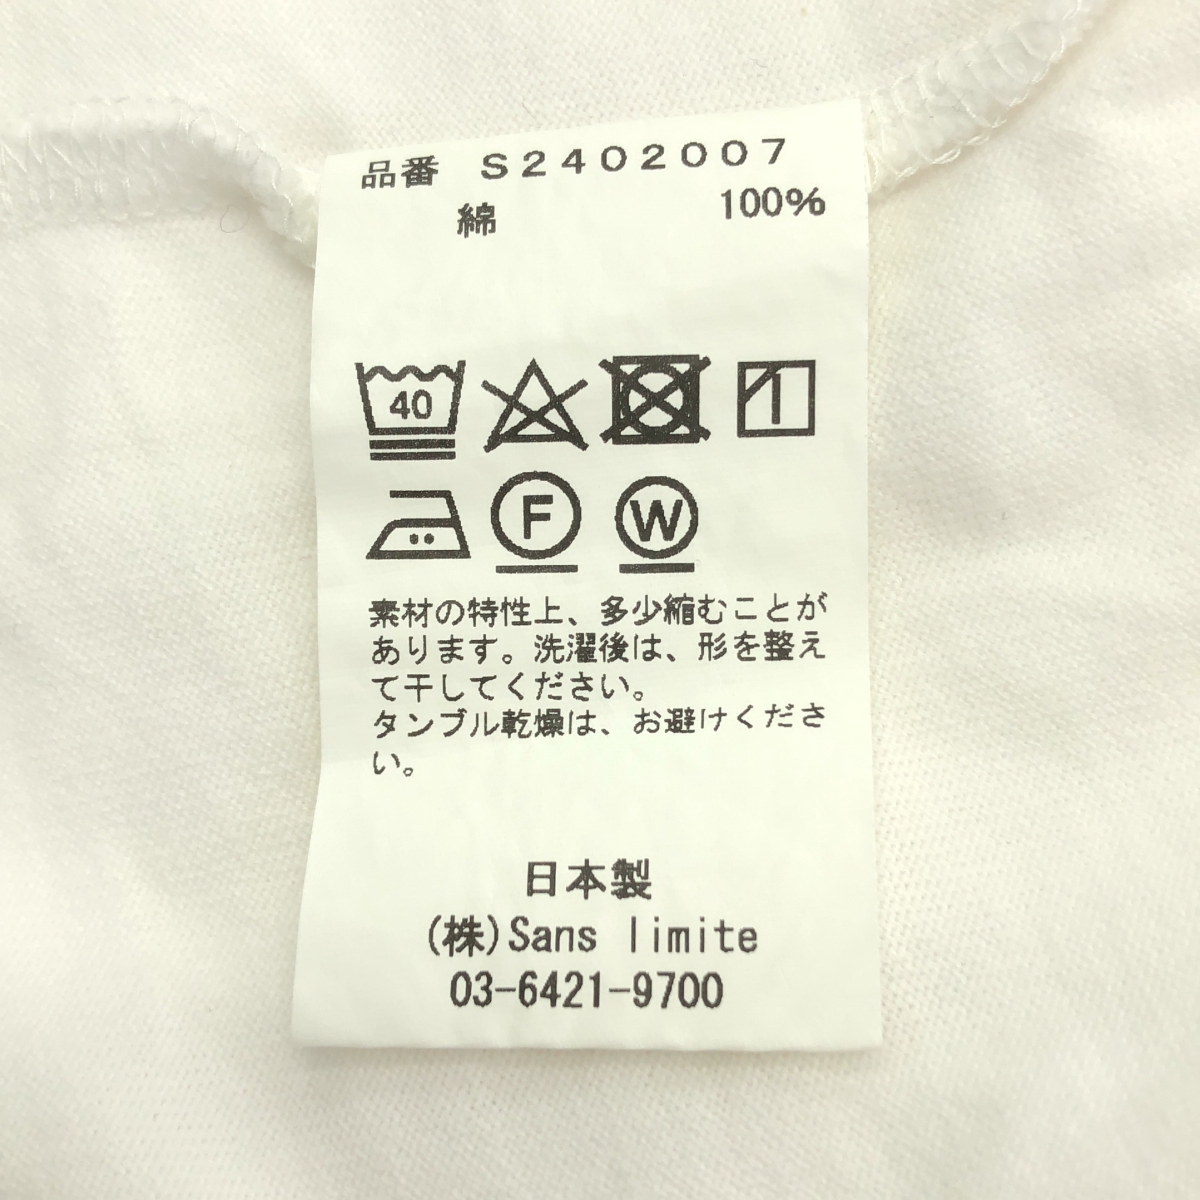 品番 S2402007
綿 100%
40
F W
素材の特性上、多少縮むことが
あります。洗濯後は、形を整え
て干してください。
タンブル乾燥は、お避けくださ
い。
日本製
(株)Sans limite
03-6421-9700